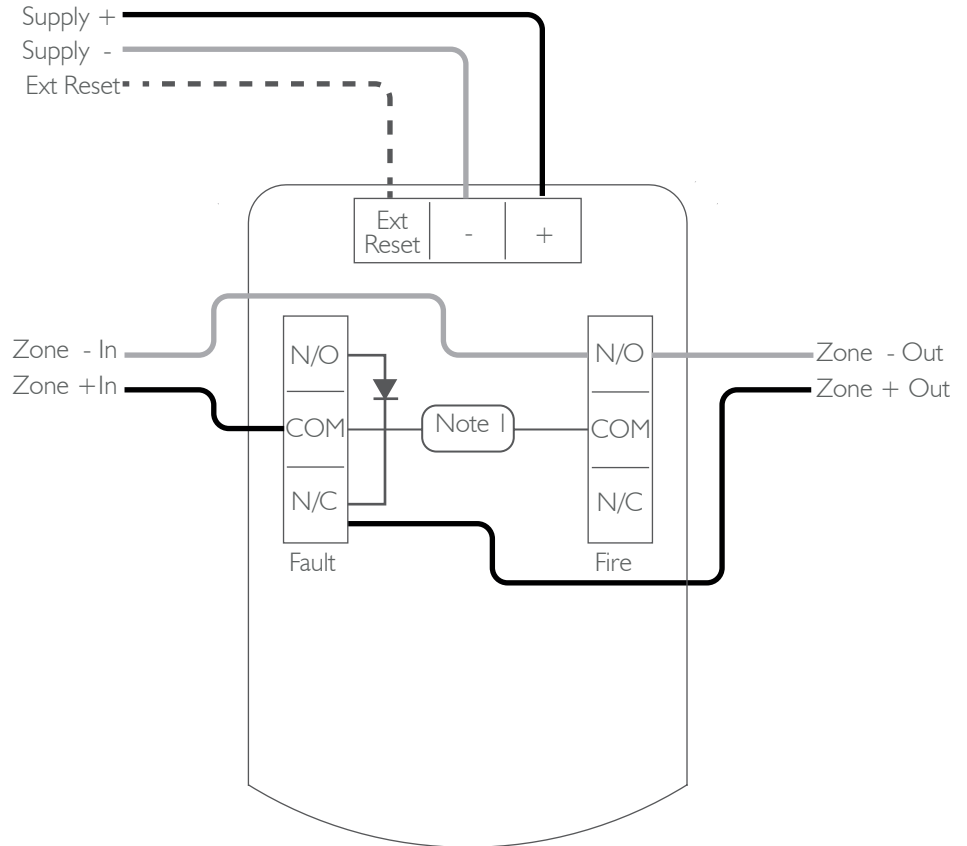 Supply +
Supply -
Ext Reset
Ext
Reset
-
+
Zone - In
Zone +In
N/O
COM
N/C
Fault
Note 1
N/O
COM
N/C
Fire
Zone - Out
Zone + Out